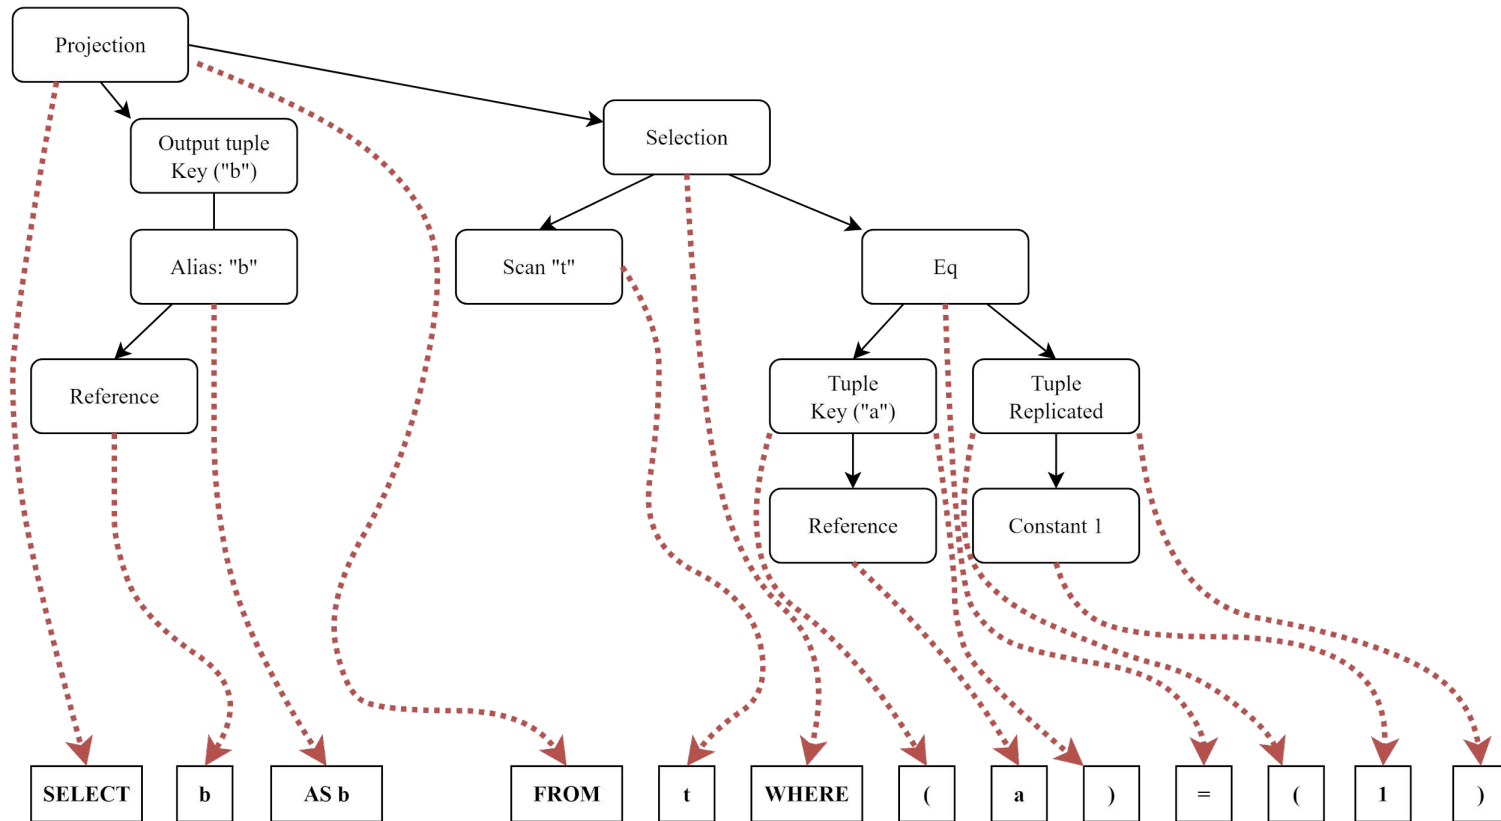 Projection
Output tuple
Key ("b")
Selection
Alias: "b"
Scan "t"
Eq
Reference
Tuple
Key ("a")
Tuple
Replicated
Reference
Constant 1
SELECT
b
AS b
FROM
t
WHERE
(
a
)
=
(
1
)